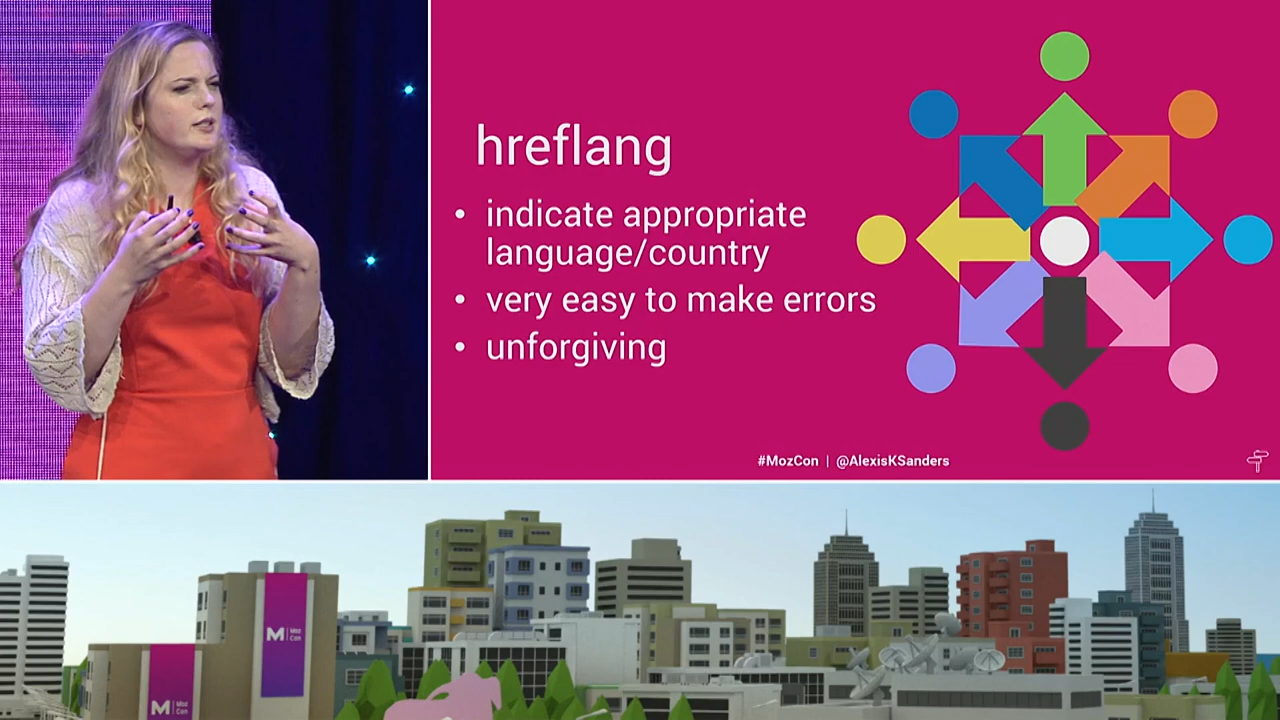 hreflang
• indicate appropriate
language/country
• very easy to make errors
• unforgiving
#MozCon | @AlexisKSanders
M | Moz
Con
M | Moz
Con